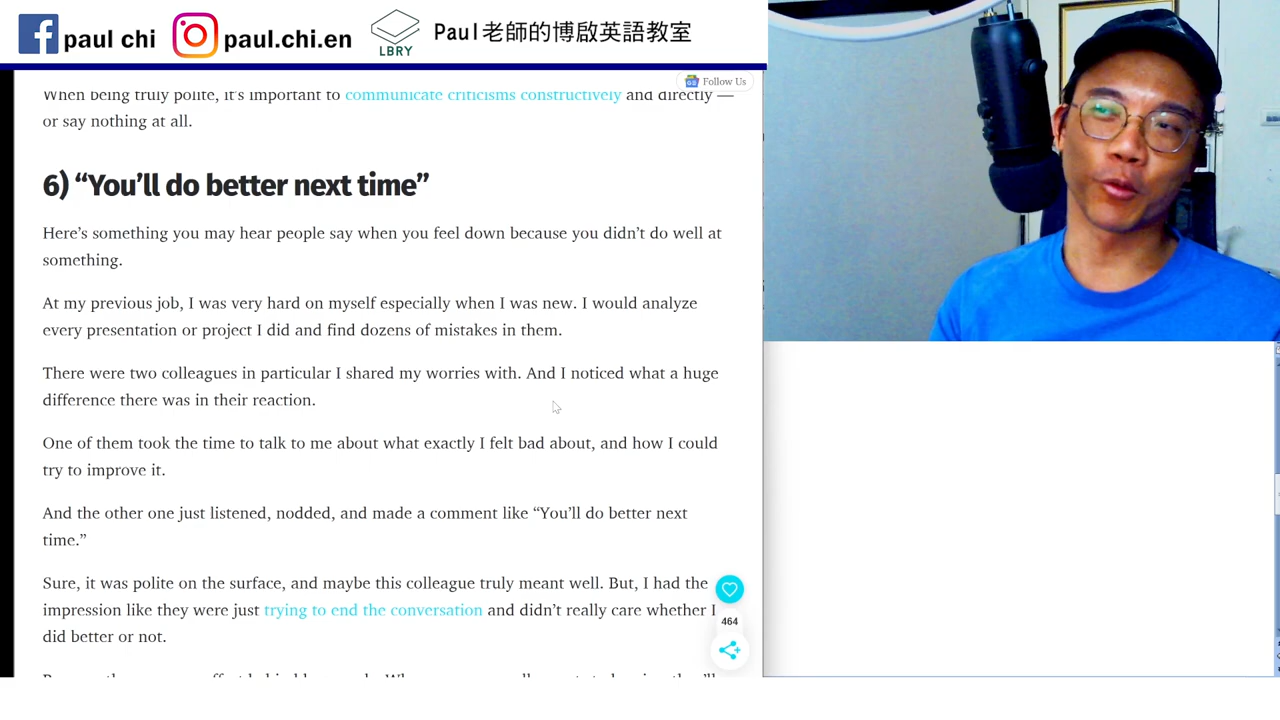 paul chi
paul.chi.en
LBRY
Paul老師的博啟英語教室
Follow Us
When being truly polite, it's important to communicate criticisms constructively and directly —
or say nothing at all.
6) “You’ll do better next time”
Here’s something you may hear people say when you feel down because you didn’t do well at
something.
At my previous job, I was very hard on myself especially when I was new. I would analyze
every presentation or project I did and find dozens of mistakes in them.
There were two colleagues in particular I shared my worries with. And I noticed what a huge
difference there was in their reaction.
One of them took the time to talk to me about what exactly I felt bad about, and how I could
try to improve it.
And the other one just listened, nodded, and made a comment like “You’ll do better next
time.”
Sure, it was polite on the surface, and maybe this colleague truly meant well. But, I had the
impression like they were just trying to end the conversation and didn’t really care whether I
did better or not.
464